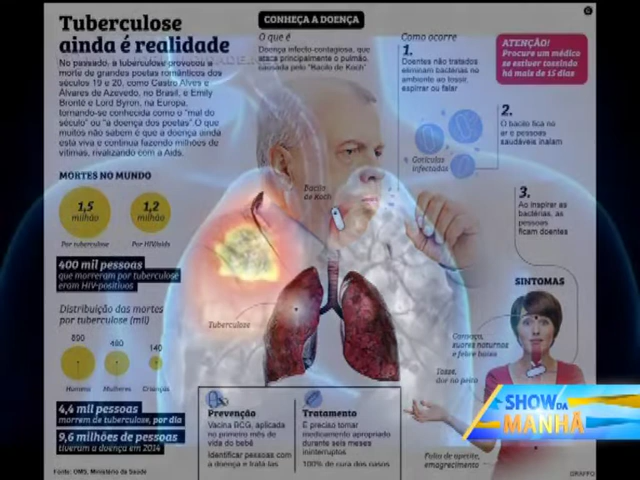 Tuberculose
ainda é realidade
No passado, a tuberculose provocou a
morte de grandes poetas românticos dos
séculos 19 e 20, como Castro Alves e
Álvares de Azevedo, no Brasil, e Emily
Brontë e Lord Byron, na Europa,
tornando-se conhecida como o "mal do
século" ou "a doença dos poetas". O que
muitos não sabem é que a doença ainda
esta viva e continua fazendo milhões de
vítimas, rivalizando com a Aids.
MORTES NO MUNDO
1,5
milhão
1,2
milhão
Por tuberculose
Por HIV/aids
400 mil pessoas
que morreram por tuberculose
eram HIV-positivos
Distribuição das mortes
por tuberculose (mil)
890
480
140
Homens
Mulheres
Crianças
4,4 mil pessoas
morrem de tuberculose, por dia
9,6 milhões de pessoas
tiveram a doença em 2014
Fonte: OMS, Ministério da Saúde
CONHEÇA A DOENÇA
O que é
Doença infecto-contagiosa, que
ataca principalmente o pulmão,
causada pelo "Bacilo de Koch"
Como ocorre
1.
Doentes não tratados
eliminam bactérias no
ambiente ao tossir,
espirrar ou falar
ATENÇÃO!
Procure um médico
se estiver tossindo
há mais de 15 dias
2.
O bacilo fica no
ar e pessoas
saudáveis inalam
Gotículas
infectadas
Bacilo
de Koch
3.
Ao inspirar as
bactérias, as
pessoas
ficam doentes
Tuberculose
SINTOMAS
Cansaço,
suores noturnos
e febre baixa
Tosse,
dor no peito
Falta de apetite,
emagrecimento
Prevenção
Vacina BCG, aplicada
no primeiro mês de
vida do bebê
Identificar pessoas com
a doença e tratá-las
Tratamento
É preciso tomar
medicamento apropriado
durante seis meses
ininterruptos
100% de cura dos casos
SHOW DA
MANHÃ
GRAFFO